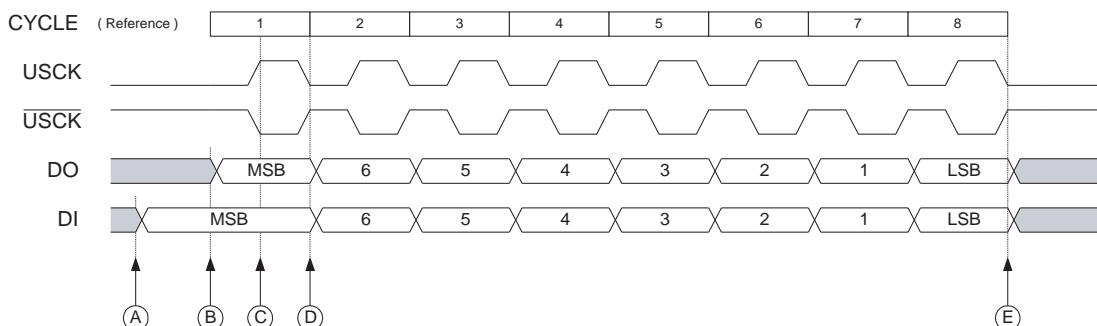 CYCLE ( Reference ) 1 2 3 4 5 6 7 8
USCK
USCK
DO MSB 6 5 4 3 2 1 LSB
DI MSB 6 5 4 3 2 1 LSB
A B C D E